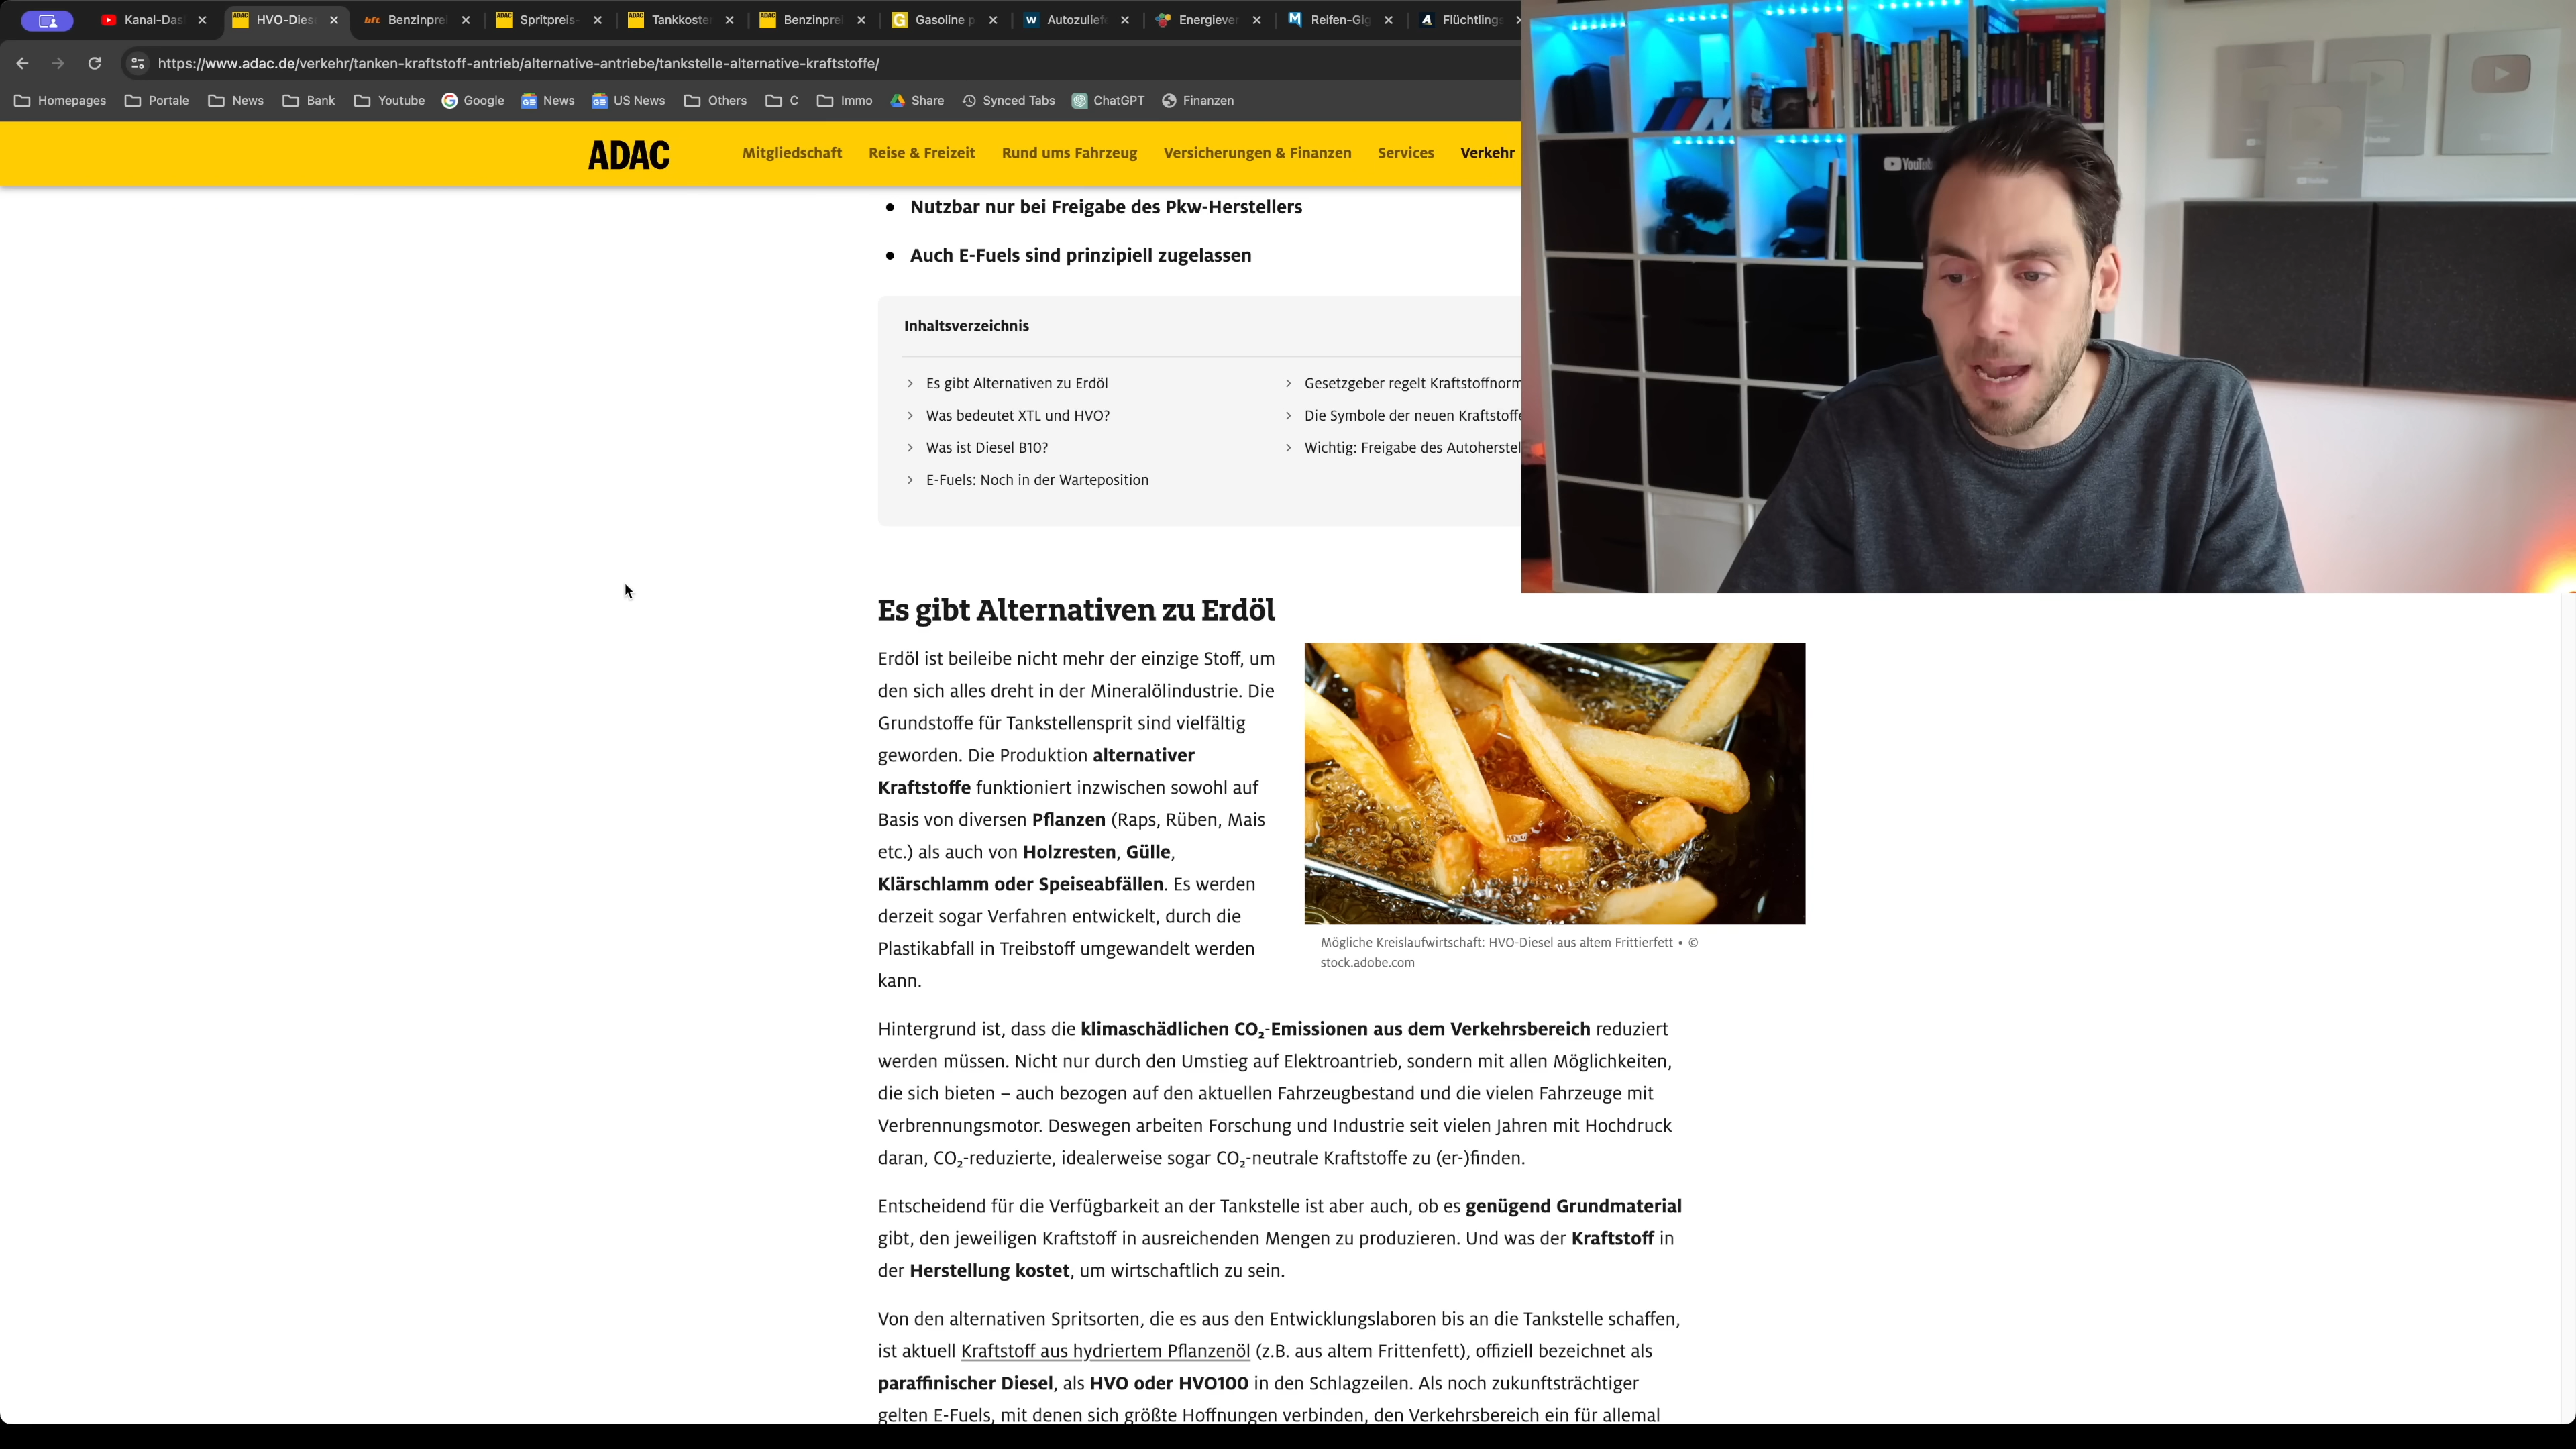 Kanal-Das
HVO-Dies
bft Benzinprei
ADAC Spritpreis-
ADAC Tankkoste
ADAC Benzinprei
G Gasoline p
W Autozulief
Energiever
M Reifen-Gig
A Flüchtling
https://www.adac.de/verkehr/tanken-kraftstoff-antrieb/alternative-antriebe/tankstelle-alternative-kraftstoffe/
Homepages Portale News Bank Youtube Google News US News Others C Immo Share Synced Tabs ChatGPT Finanzen
ADAC Mitgliedschaft Reise & Freizeit Rund ums Fahrzeug Versicherungen & Finanzen Services Verkehr
YouTub
Nutzbar nur bei Freigabe des Pkw-Herstellers
Auch E-Fuels sind prinzipiell zugelassen
Inhaltsverzeichnis
Es gibt Alternativen zu Erdöl
Was bedeutet XTL und HVO?
Was ist Diesel B10?
E-Fuels: Noch in der Warteposition
Gesetzgeber regelt Kraftstoffnorm
Die Symbole der neuen Kraftstoffe
Wichtig: Freigabe des Autoherstel
Es gibt Alternativen zu Erdöl
Erdöl ist beileibe nicht mehr der einzige Stoff, um
den sich alles dreht in der Mineralölindustrie. Die
Grundstoffe für Tankstellensprit sind vielfältig
geworden. Die Produktion alternativer
Kraftstoffe funktioniert inzwischen sowohl auf
Basis von diversen Pflanzen (Raps, Rüben, Mais
etc.) als auch von Holzresten, Gülle,
Klärschlamm oder Speiseabfällen. Es werden
derzeit sogar Verfahren entwickelt, durch die
Plastikabfall in Treibstoff umgewandelt werden
kann.
Mögliche Kreislaufwirtschaft: HVO-Diesel aus altem Frittierfett • ©
stock.adobe.com
Hintergrund ist, dass die klimaschädlichen CO₂-Emissionen aus dem Verkehrsbereich reduziert
werden müssen. Nicht nur durch den Umstieg auf Elektroantrieb, sondern mit allen Möglichkeiten,
die sich bieten – auch bezogen auf den aktuellen Fahrzeugbestand und die vielen Fahrzeuge mit
Verbrennungsmotor. Deswegen arbeiten Forschung und Industrie seit vielen Jahren mit Hochdruck
daran, CO₂-reduzierte, idealerweise sogar CO₂-neutrale Kraftstoffe zu (er-)finden.
Entscheidend für die Verfügbarkeit an der Tankstelle ist aber auch, ob es genügend Grundmaterial
gibt, den jeweiligen Kraftstoff in ausreichenden Mengen zu produzieren. Und was der Kraftstoff in
der Herstellung kostet, um wirtschaftlich zu sein.
Von den alternativen Spritsorten, die es aus den Entwicklungslaboren bis an die Tankstelle schaffen,
ist aktuell Kraftstoff aus hydriertem Pflanzenöl (z.B. aus altem Frittenfett), offiziell bezeichnet als
paraffinischer Diesel, als HVO oder HVO100 in den Schlagzeilen. Als noch zukunftsträchtiger
gelten E-Fuels, mit denen sich größte Hoffnungen verbinden, den Verkehrsbereich ein für allemal